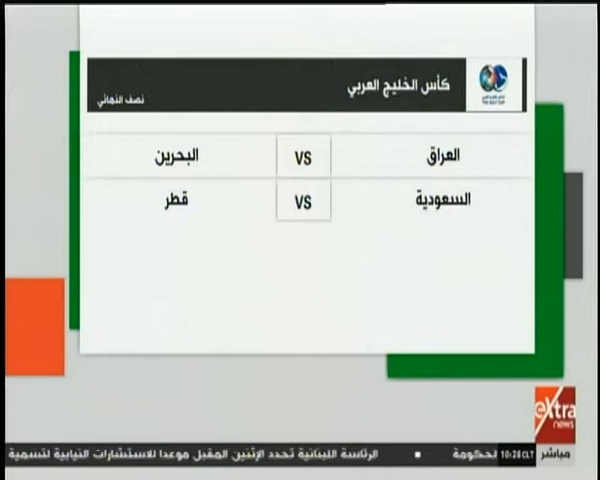 كأس الخليج العربي
نصف النهائي
العراق VS البحرين
السعودية VS قطر
eXtra
news
مباشر
10:28 CLT
لحكومة ■ الرئاسة اللبنانية تحدد الإثنين المقبل موعدا للاستشارات النيابية لتسمية